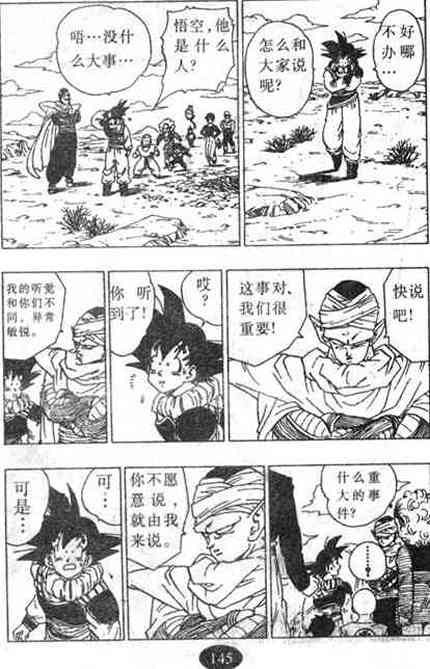 不好
办哪
…
怎么和
大家说
呢?
悟空,他
是什么
人?
唔…没什
么大事…
快说
吧!
这事对、
我们很
重要!
哎?
你听
到了!
我的听觉
和你们不
同,异常
敏锐。
什么重
大的事
件?
………
你不愿
意说,
就由我
来说。
可…
可
是…
145